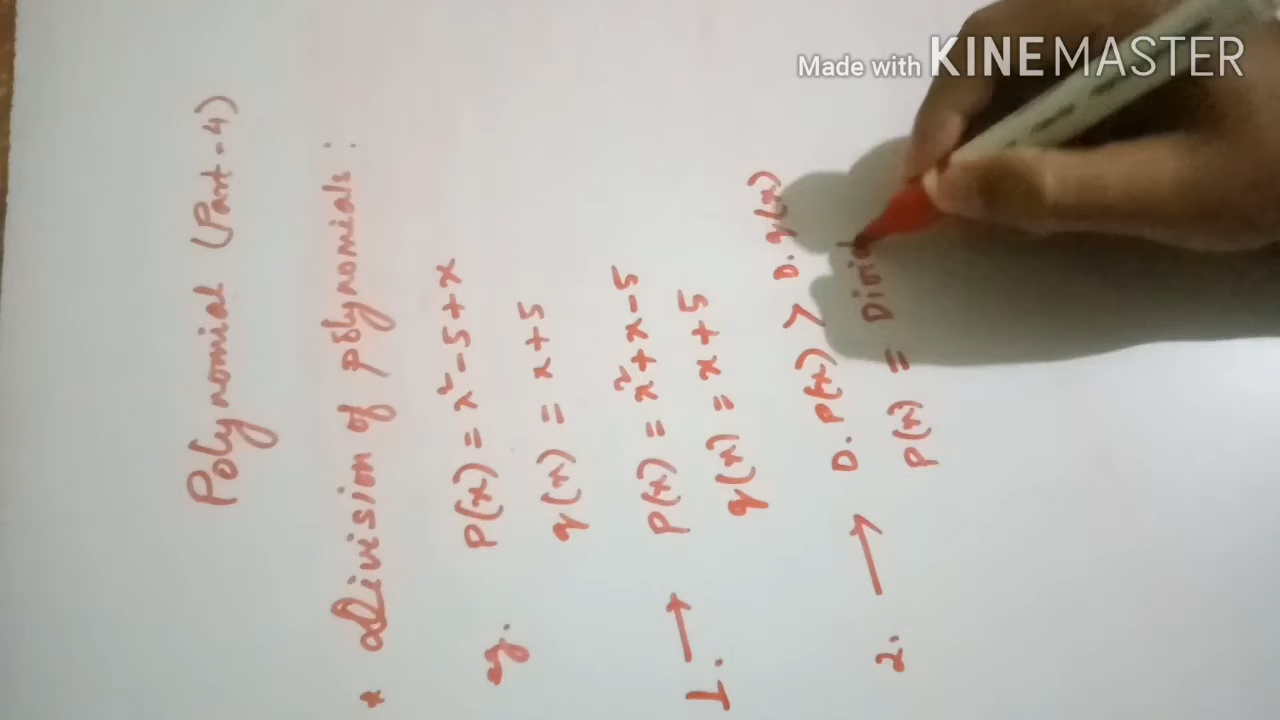 Made with KINEMASTER
Polynomial (Part-4)
* Division of polynomials:
eg. P(x) = x² - 5 + x
q(x) = x + 5
1. → P(x) = x² + x - 5
q(x) = x + 5
2. → D. P(x) > D. q(x)
P(x) = Divid